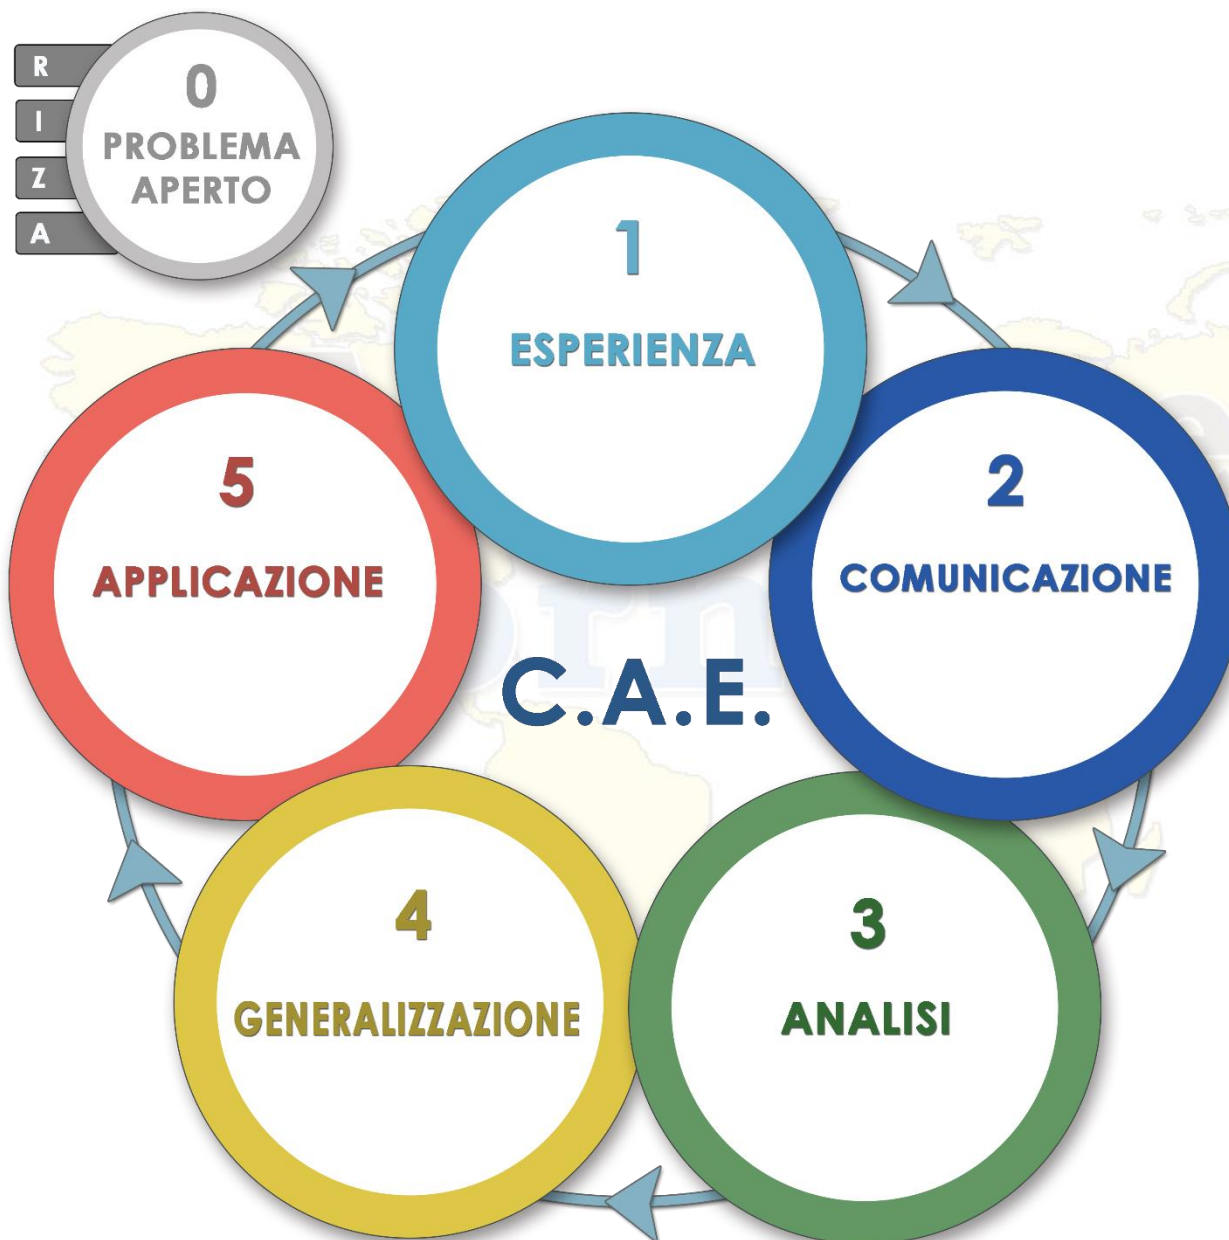 R
I
Z
A
0
PROBLEMA
APERTO
1
ESPERIENZA
2
COMUNICAZIONE
3
ANALISI
4
GENERALIZZAZIONE
5
APPLICAZIONE
C.A.E.